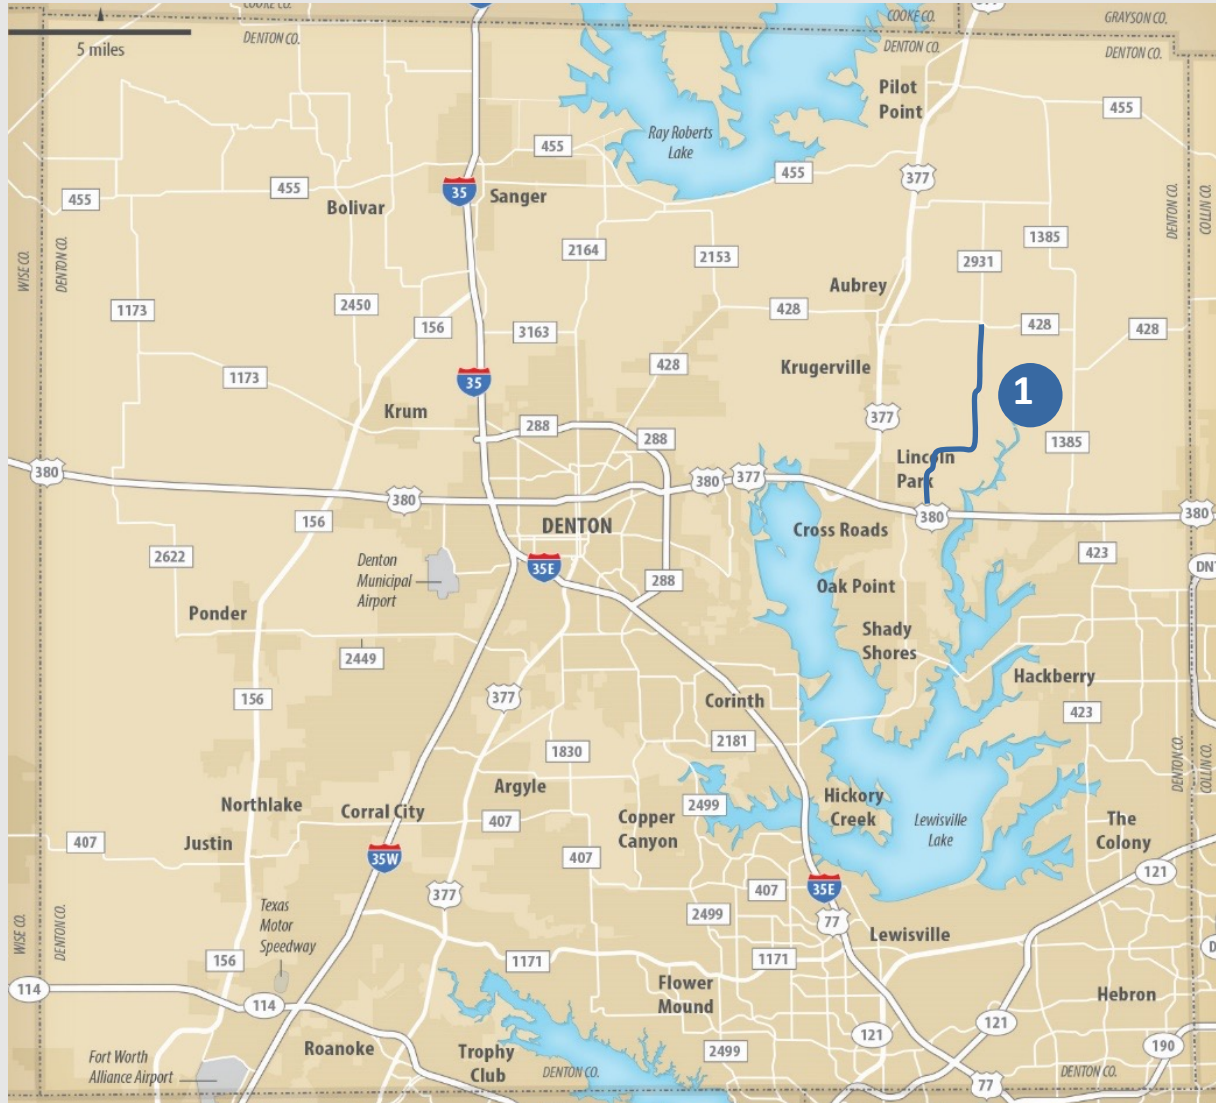 COOKE CO.
DENTON CO.
5 miles
COOKE CO.
DENTON CO.
GRAYSON CO.
DENTON CO.
Pilot
Point
455
Ray Roberts
Lake
455
455
377
455
455
35
Sanger
Bolivar
DENTON CO.
COLLIN CO.
WISE CO.
DENTON CO.
2164
2153
1385
2931
Aubrey
1173
2450
156
3163
428
428
428
428
Krugerville
1173
35
1
Krum
377
288
288
1385
Lincoln
Park
380
380
377
380
156
DENTON
380
380
Cross Roads
2622
Denton
Municipal
Airport
35E
423
288
Oak Point
Ponder
Shady
Shores
2449
Hackberry
156
377
Corinth
423
2181
1830
DENTON CO.
COLLIN CO.
Argyle
Northlake
Corral City
Copper
Canyon
2499
Hickory
Creek
Lewisville
Lake
The
Colony
407
Justin
407
35W
407
121
377
407
35E
Texas
Motor
Speedway
2499
77
Lewisville
WISE CO.
DENTON CO.
156
1171
1171
Flower
Mound
114
114
Hebron
121
121
Roanoke
Trophy
Club
2499
190
Fort Worth
Alliance Airport
DENTON CO.
DENTON CO.
77